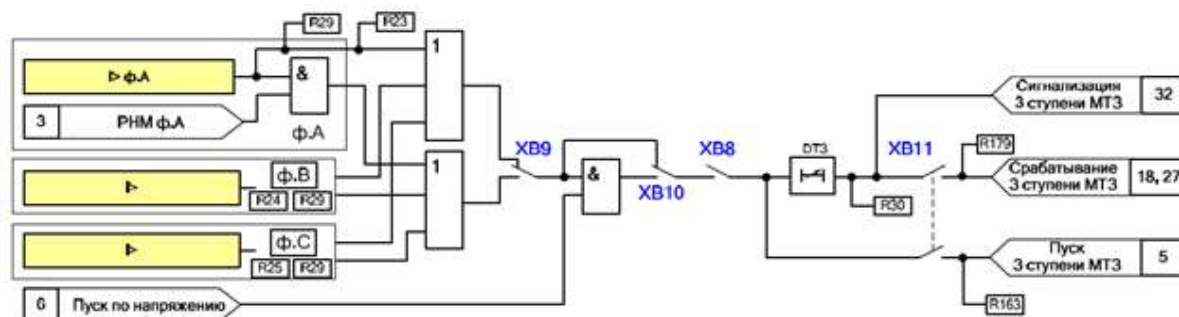 R29
R23
I> ф.А
&
1
3
РНМ ф.А
ф.А
Сигнализация
3 ступени МТЗ
32
XB9
XB8
DT3
XB11
R179
I>
ф.В
R24
R29
1
&
XB10
R30
Срабатывание
3 ступени МТЗ
18, 27
I>
ф.С
R25
R29
Пуск
3 ступени МТЗ
5
6
Пуск по напряжению
R163